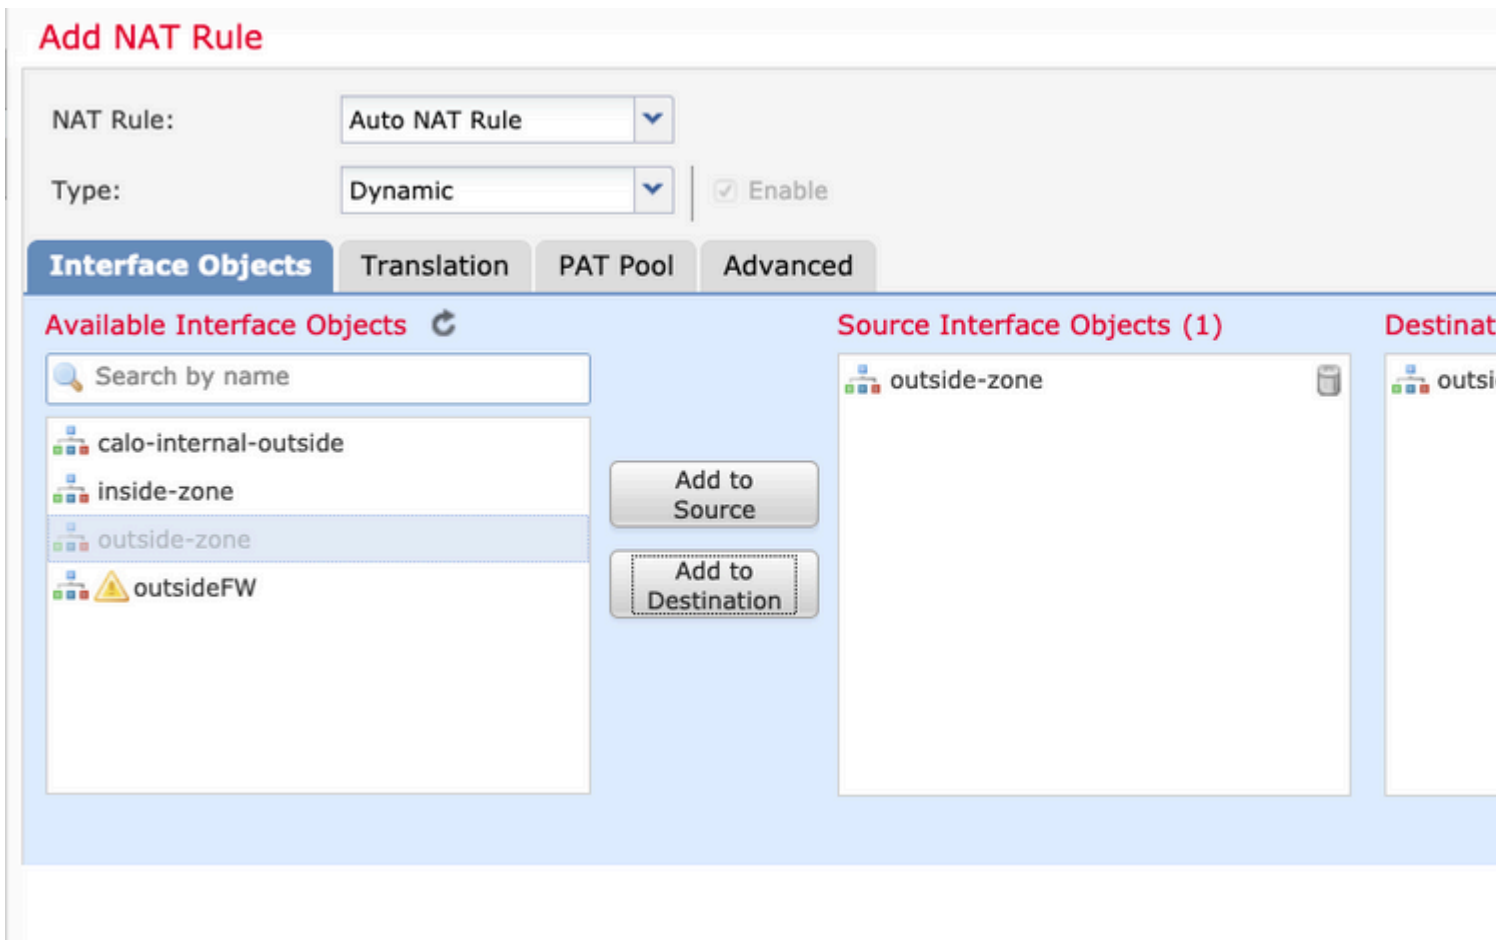 Add NAT Rule
NAT Rule: Auto NAT Rule
Type: Dynamic Enable
Interface Objects Translation PAT Pool Advanced
Available Interface Objects Source Interface Objects (1) Destinat
Search by name outside-zone outsi
calo-internal-outside
inside-zone
outside-zone
outsideFW
Add to
Source
Add to
Destination